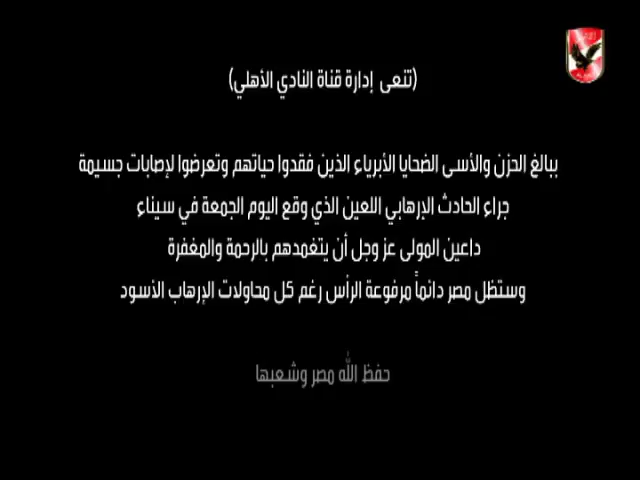 (تنعى إدارة قناة النادي الأهلي)
ببالغ الحزن والأسى الضحايا الأبرياء الذين فقدوا حياتهم وتعرضوا لإصابات جسيمة
جراء الحادث الإرهابي اللعين الذي وقع اليوم الجمعة في سيناء
داعين المولى عز وجل أن يتغمدهم بالرحمة والمغفرة
وستظل مصر دائماً مرفوعة الرأس رغم كل محاولات الإرهاب الأسود
حفظ الله مصر وشعبها